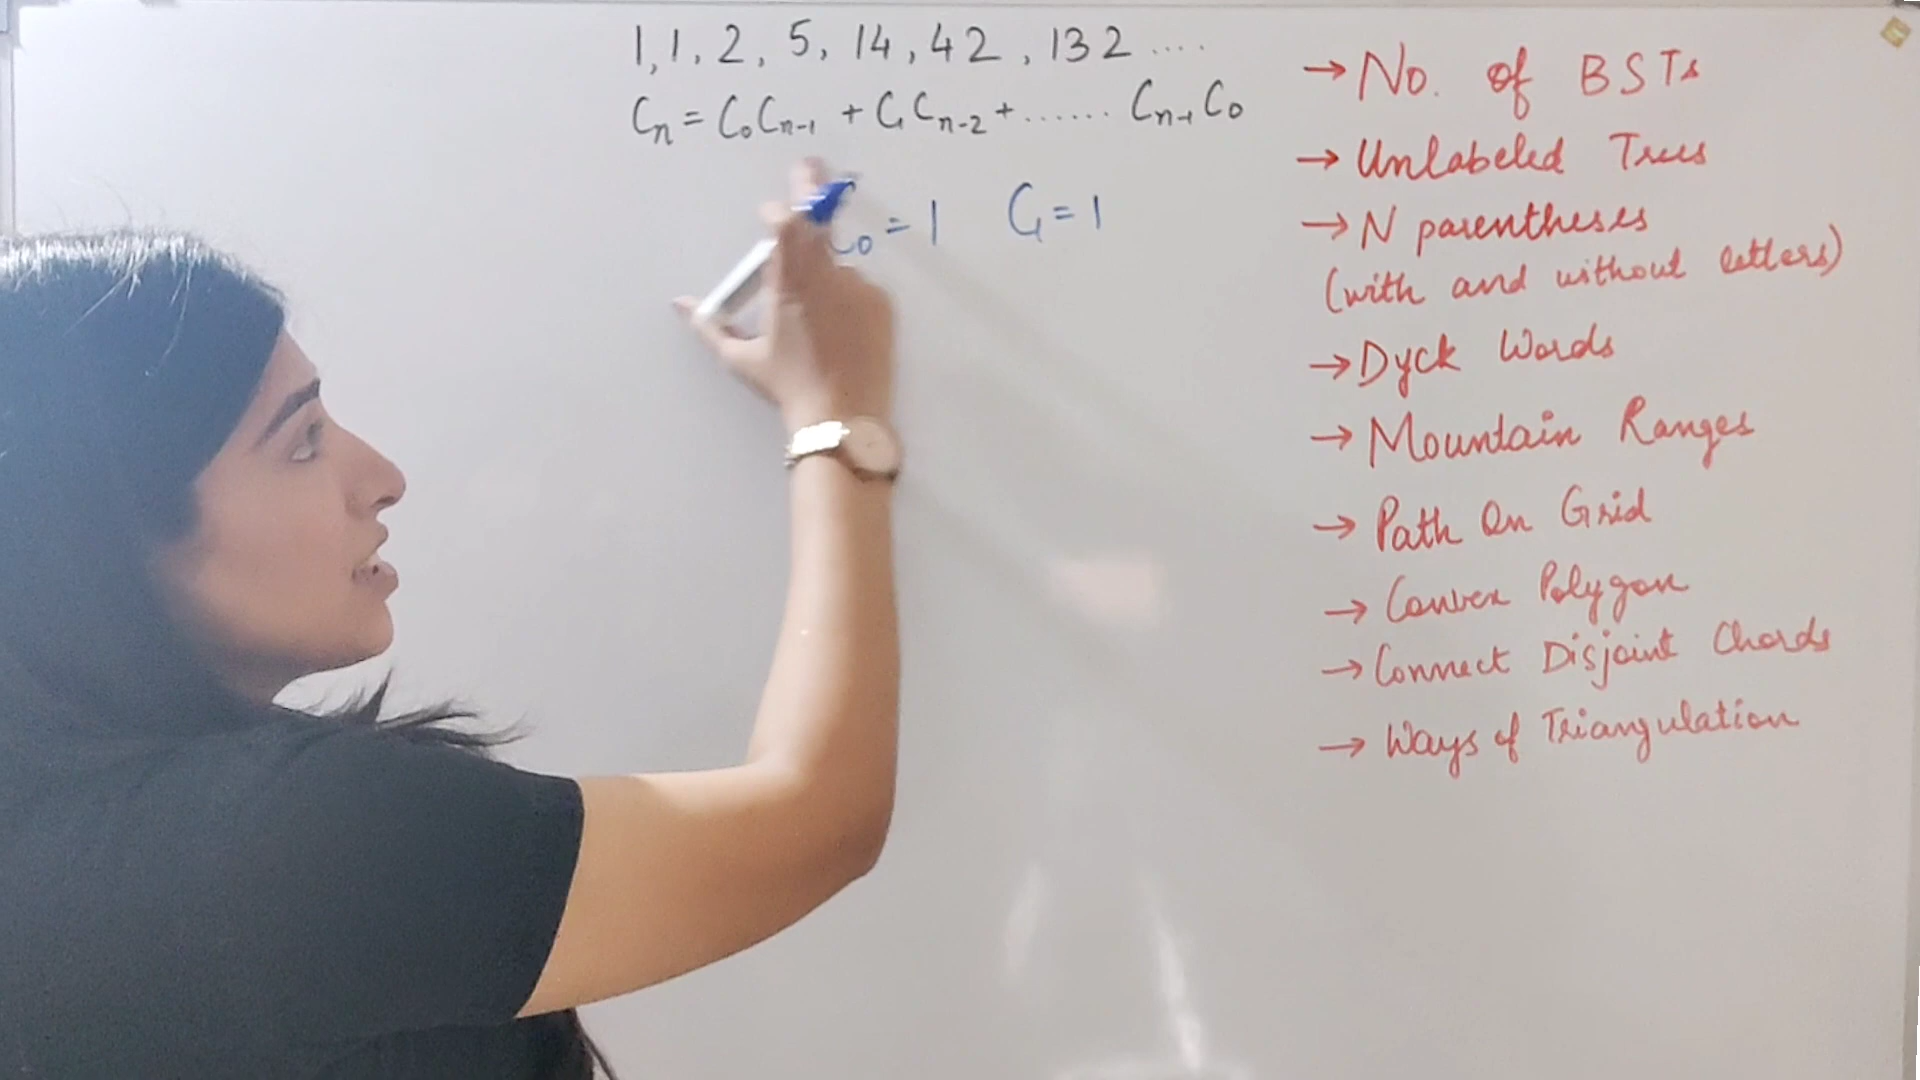 1, 1, 2, 5, 14, 42, 132 ....
Cn = C0Cn-1 + C1Cn-2 + ...... Cn-1C0
C0 = 1 C1 = 1
→ No. of BSTs
→ Unlabeled Trees
→ N parentheses
(with and without letters)
→ Dyck Words
→ Mountain Ranges
→ Path On Grid
→ Convex Polygon
→ Connect Disjoint Chords
→ Ways of Triangulation